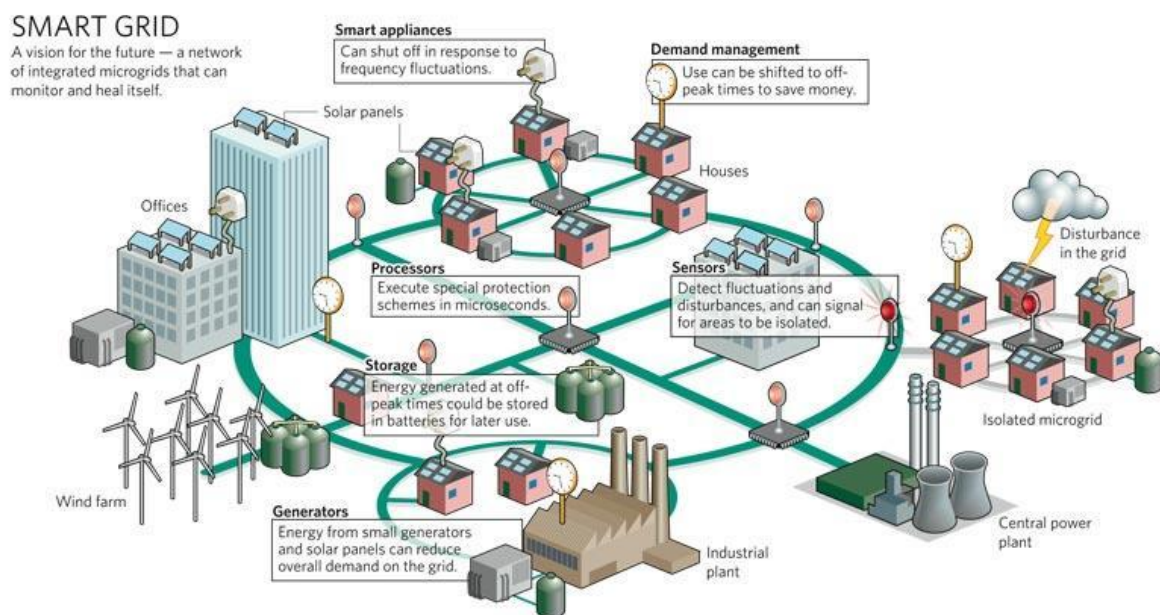 SMART GRID
A vision for the future — a network
of integrated microgrids that can
monitor and heal itself.
Smart appliances
Can shut off in response to
frequency fluctuations.
Demand management
Use can be shifted to off-
peak times to save money.
Solar panels
Houses
Offices
Disturbance
in the grid
Processors
Execute special protection
schemes in microseconds.
Sensors
Detect fluctuations and
disturbances, and can signal
for areas to be isolated.
Storage
Energy generated at off-
peak times could be stored
in batteries for later use.
Isolated microgrid
Wind farm
Generators
Energy from small generators
and solar panels can reduce
overall demand on the grid.
Industrial
plant
Central power
plant